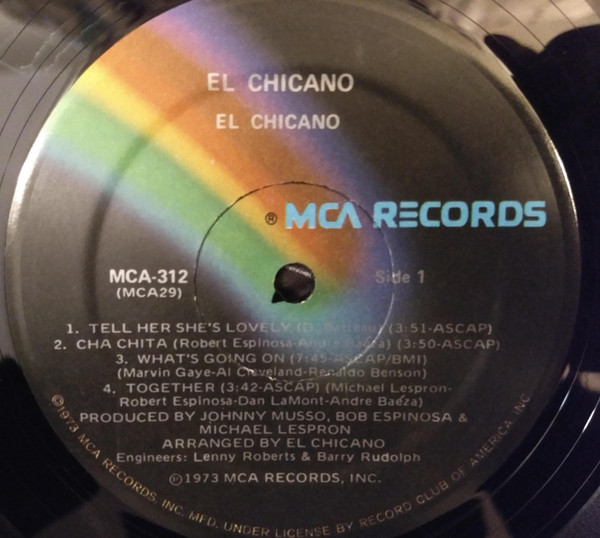 EL CHICANO
EL CHICANO
® MCA RECORDS
MCA-312
(MCA29)
Side 1
1. TELL HER SHE'S LOVELY (D. Batteau) (3:51-ASCAP)
2. CHA CHITA (Robert Espinosa-Andre Baeza) (3:50-ASCAP)
3. WHAT'S GOING ON (7:45-ASCAP/BMI)
(Marvin Gaye-Al Cleveland-Renaldo Benson)
4. TOGETHER (3:42-ASCAP) (Michael Lespron-
Robert Espinosa-Dan LaMont-Andre Baeza)
PRODUCED BY JOHNNY MUSSO, BOB ESPINOSA &
MICHAEL LESPRON
ARRANGED BY EL CHICANO
Engineers: Lenny Roberts & Barry Rudolph
℗1973 MCA RECORDS, INC.
©1973 MCA RECORDS, INC. MFD. UNDER LICENSE BY RECORD CLUB OF AMERICA, INC